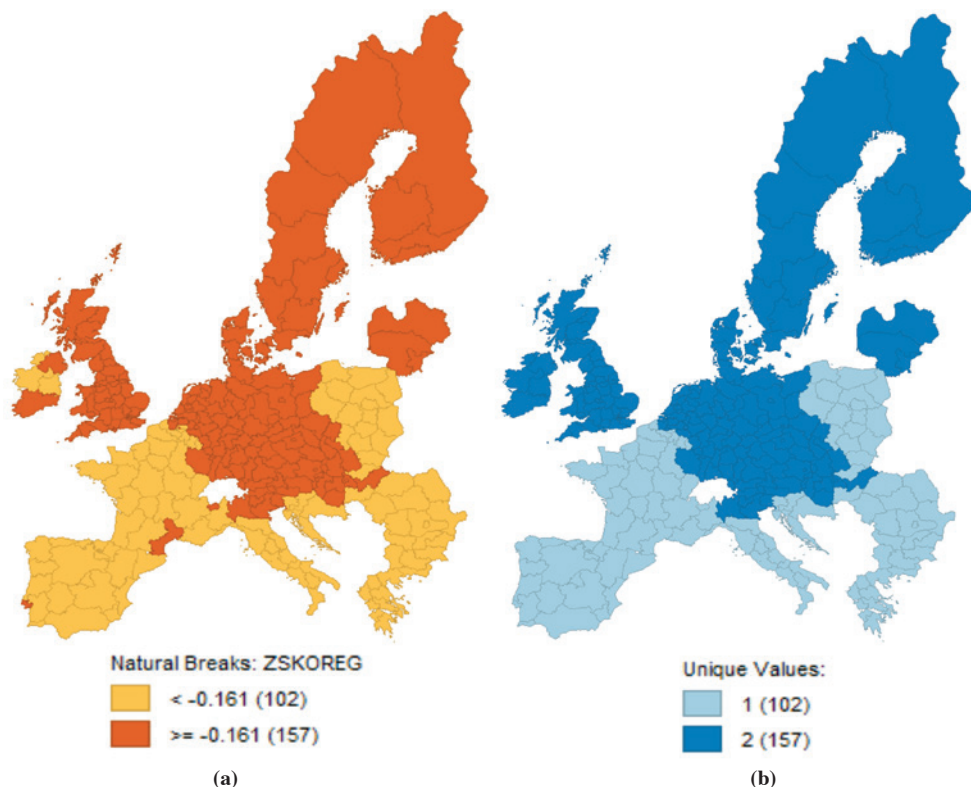 Natural Breaks: ZSKOREG
< -0.161 (102)
>= -0.161 (157)
(a)
Unique Values:
1 (102)
2 (157)
(b)